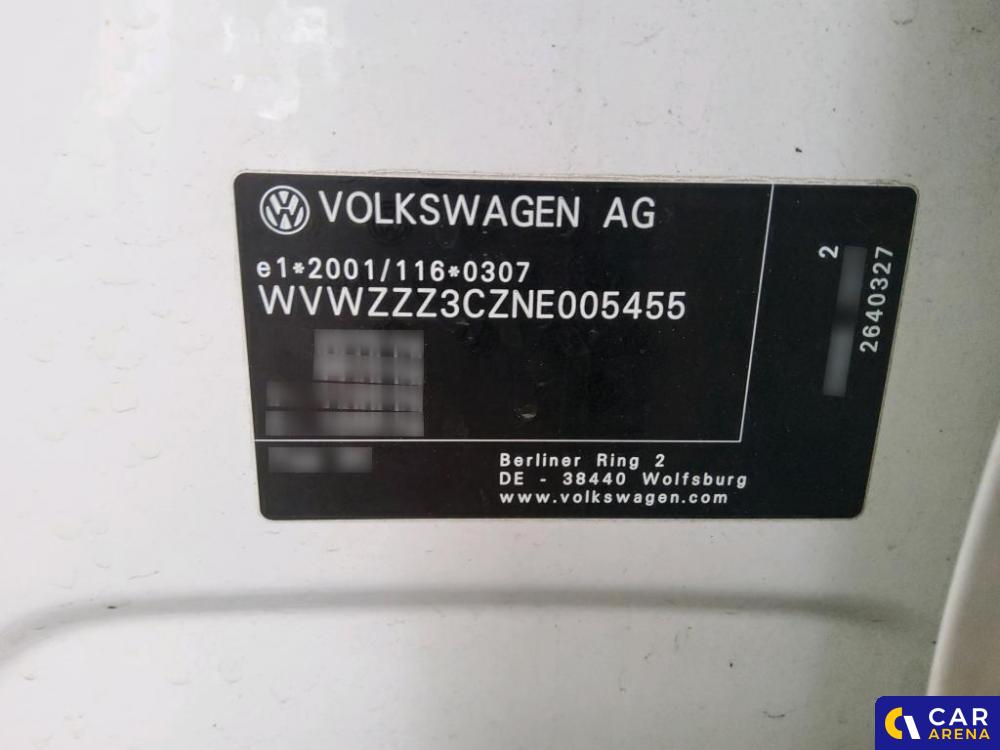 VOLKSWAGEN AG
e1*2001/116*0307
WVWZZZ3CZNE005455
Berliner Ring 2
DE - 38440 Wolfsburg
www.volkswagen.com
2
2640327
CAR
ARENA